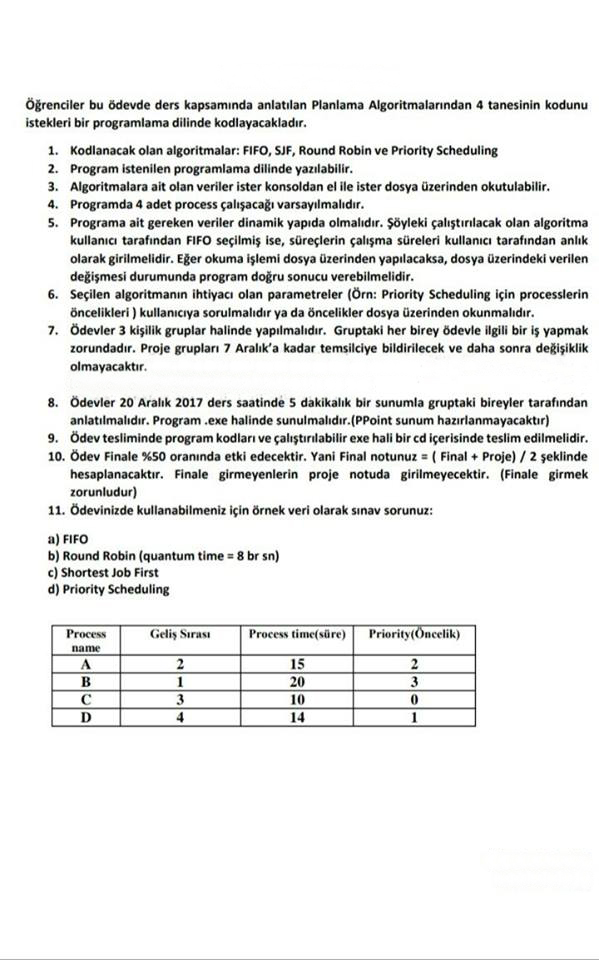 Öğrenciler bu ödevde ders kapsamında anlatılan Planlama Algoritmalarından 4 tanesinin kodunu
istekleri bir programlama dilinde kodlayacakladır.
1. Kodlanacak olan algoritmalar: FIFO, SJF, Round Robin ve Priority Scheduling
2. Program istenilen programlama dilinde yazılabilir.
3. Algoritmalara ait olan veriler ister konsoldan el ile ister dosya üzerinden okutulabilir.
4. Programda 4 adet process çalışacağı varsayılmalıdır.
5. Programa ait gereken veriler dinamik yapıda olmalıdır. Şöyleki çalıştırılacak olan algoritma
kullanıcı tarafından FIFO seçilmiş ise, süreçlerin çalışma süreleri kullanıcı tarafından anlık
olarak girilmelidir. Eğer okuma işlemi dosya üzerinden yapılacaksa, dosya üzerindeki verilen
değişmesi durumunda program doğru sonucu verebilmelidir.
6. Seçilen algoritmanın ihtiyacı olan parametreler (Örn: Priority Scheduling için processlerin
öncelikleri ) kullanıcıya sorulmalıdır ya da öncelikler dosya üzerinden okunmalıdır.
7. Ödevler 3 kişilik gruplar halinde yapılmalıdır. Gruptaki her birey ödevle ilgili bir iş yapmak
zorundadır. Proje grupları 7 Aralık'a kadar temsilciye bildirilecek ve daha sonra değişiklik
olmayacaktır.
8. Ödevler 20 Aralık 2017 ders saatinde 5 dakikalık bir sunumla gruptaki bireyler tarafından
anlatılmalıdır. Program .exe halinde sunulmalıdır.(PPoint sunum hazırlanmayacaktır)
9. Ödev tesliminde program kodları ve çalıştırılabilir exe hali bir cd içerisinde teslim edilmelidir.
10. Ödev Finale %50 oranında etki edecektir. Yani Final notunuz = ( Final + Proje) / 2 şeklinde
hesaplanacaktır. Finale girmeyenlerin proje notuda girilmeyecektir. (Finale girmek
zorunludur)
11. Ödevinizde kullanabilmeniz için örnek veri olarak sınav sorunuz:
a) FIFO
b) Round Robin (quantum time = 8 br sn)
c) Shortest Job First
d) Priority Scheduling
Process name Geliş Sırası Process time(süre) Priority(Öncelik)
A 2 15 2
B 1 20 3
C 3 10 0
D 4 14 1